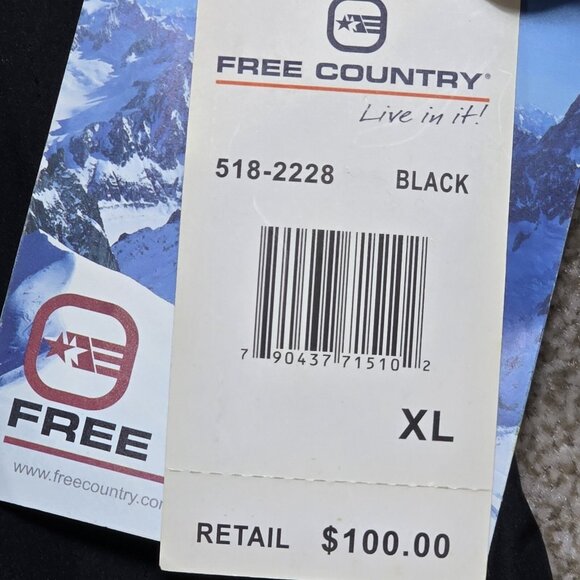 FREE COUNTRY®
Live in it!
518-2228 BLACK
7 90437 71510 2
XL
RETAIL $100.00
FREE
www.freecountry.co